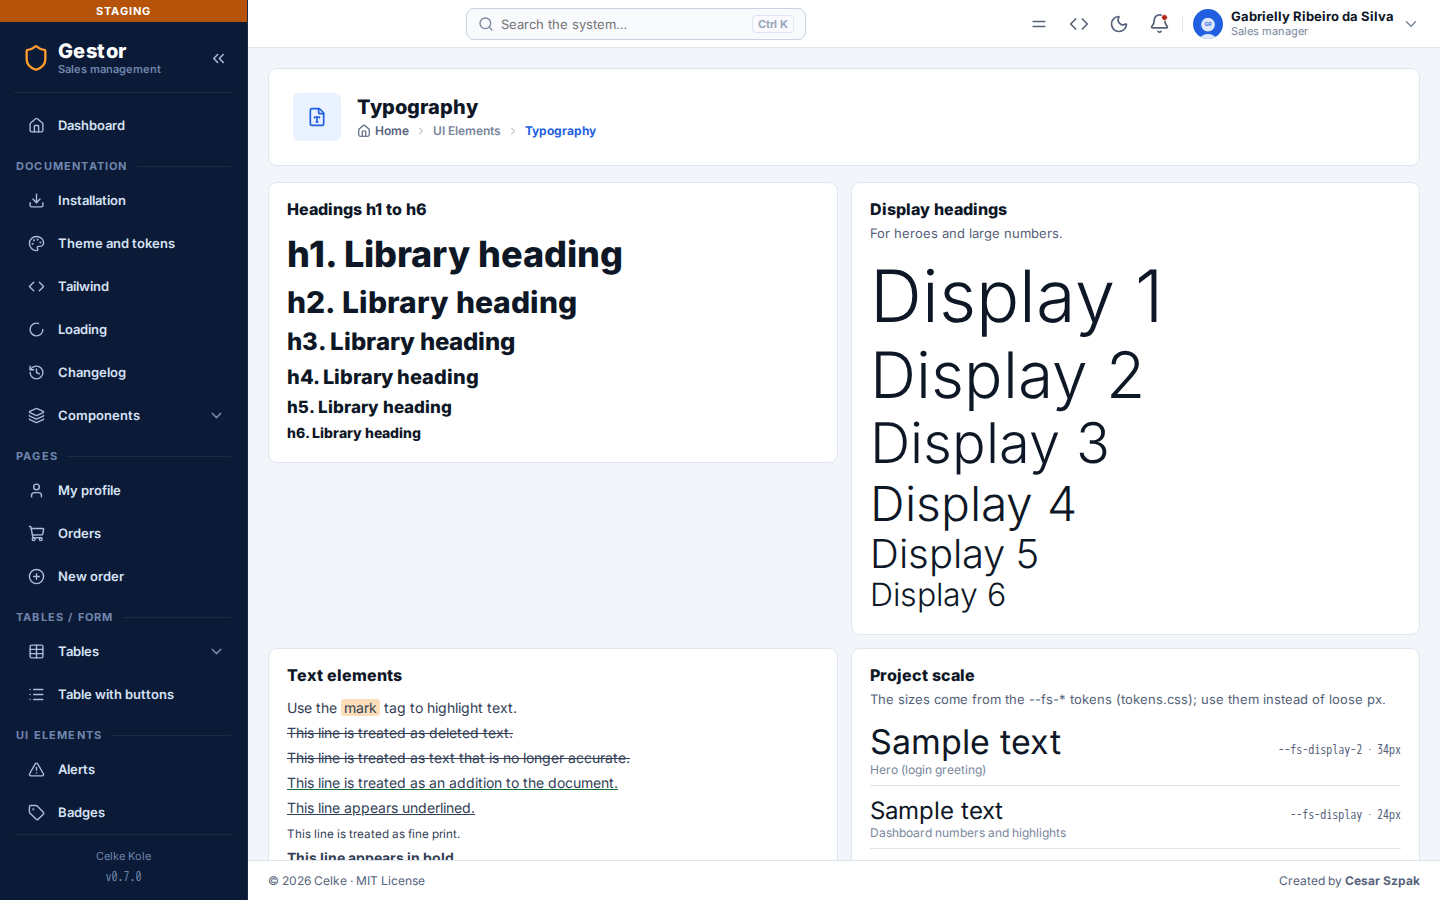 STAGING
Gestor
Sales management
Dashboard
DOCUMENTATION
Installation
Theme and tokens
Tailwind
Loading
Changelog
Components
PAGES
My profile
Orders
New order
TABLES / FORM
Tables
Table with buttons
UI ELEMENTS
Alerts
Badges
Celke Kole
v0.7.0
Search the system...
Ctrl K
GR
Gabrielly Ribeiro da Silva
Sales manager
Typography
Home
UI Elements
Typography
Headings h1 to h6
h1. Library heading
h2. Library heading
h3. Library heading
h4. Library heading
h5. Library heading
h6. Library heading
Display headings
For heroes and large numbers.
Display 1
Display 2
Display 3
Display 4
Display 5
Display 6
Text elements
Use the mark tag to highlight text.
This line is treated as deleted text.
This line is treated as text that is no longer accurate.
This line is treated as an addition to the document.
This line appears underlined.
This line is treated as fine print.
This line appears in bold
Project scale
The sizes come from the --fs-* tokens (tokens.css); use them instead of loose px.
Sample text
--fs-display-2 · 34px
Hero (login greeting)
Sample text
--fs-display · 24px
Dashboard numbers and highlights
© 2026 Celke · MIT License
Created by Cesar Szpak